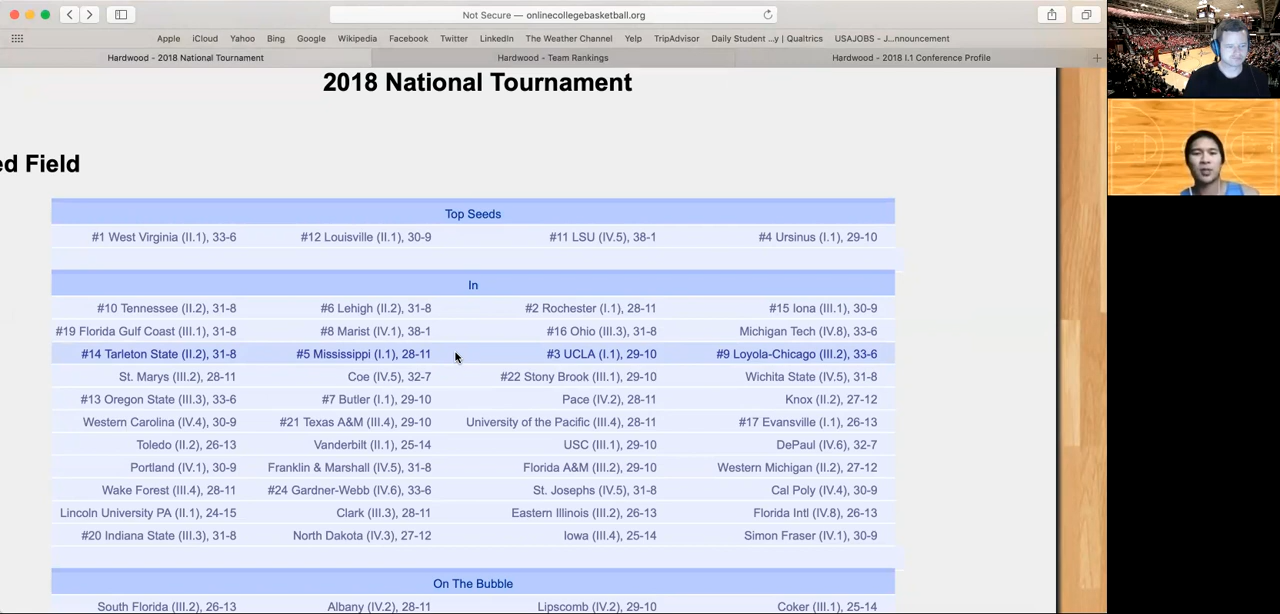 Not Secure — onlinecollegebasketball.org
Apple iCloud Yahoo Bing Google Wikipedia Facebook Twitter LinkedIn The Weather Channel Yelp TripAdvisor Daily Student ...y | Qualtrics USAJOBS - J...nnouncement
Hardwood - 2018 National Tournament Hardwood - Team Rankings Hardwood - 2018 I.1 Conference Profile
2018 National Tournament
ed Field
Top Seeds
#1 West Virginia (II.1), 33-6 #12 Louisville (II.1), 30-9 #11 LSU (IV.5), 38-1 #4 Ursinus (I.1), 29-10
In
#10 Tennessee (II.2), 31-8 #6 Lehigh (II.2), 31-8 #2 Rochester (I.1), 28-11 #15 Iona (III.1), 30-9
#19 Florida Gulf Coast (III.1), 31-8 #8 Marist (IV.1), 38-1 #16 Ohio (III.3), 31-8 Michigan Tech (IV.8), 33-6
#14 Tarleton State (II.2), 31-8 #5 Mississippi (I.1), 28-11 #3 UCLA (I.1), 29-10 #9 Loyola-Chicago (III.2), 33-6
St. Marys (III.2), 28-11 Coe (IV.5), 32-7 #22 Stony Brook (III.1), 29-10 Wichita State (IV.5), 31-8
#13 Oregon State (III.3), 33-6 #7 Butler (I.1), 29-10 Pace (IV.2), 28-11 Knox (II.2), 27-12
Western Carolina (IV.4), 30-9 #21 Texas A&M (III.4), 29-10 University of the Pacific (III.4), 28-11 #17 Evansville (I.1), 26-13
Toledo (II.2), 26-13 Vanderbilt (II.1), 25-14 USC (III.1), 29-10 DePaul (IV.6), 32-7
Portland (IV.1), 30-9 Franklin & Marshall (IV.5), 31-8 Florida A&M (III.2), 29-10 Western Michigan (II.2), 27-12
Wake Forest (III.4), 28-11 #24 Gardner-Webb (IV.6), 33-6 St. Josephs (IV.5), 31-8 Cal Poly (IV.4), 30-9
Lincoln University PA (II.1), 24-15 Clark (III.3), 28-11 Eastern Illinois (III.2), 26-13 Florida Intl (IV.8), 26-13
#20 Indiana State (III.3), 31-8 North Dakota (IV.3), 27-12 Iowa (III.4), 25-14 Simon Fraser (IV.1), 30-9
On The Bubble
South Florida (III.2), 26-13 Albany (IV.2), 28-11 Lipscomb (IV.2), 29-10 Coker (III.1), 25-14